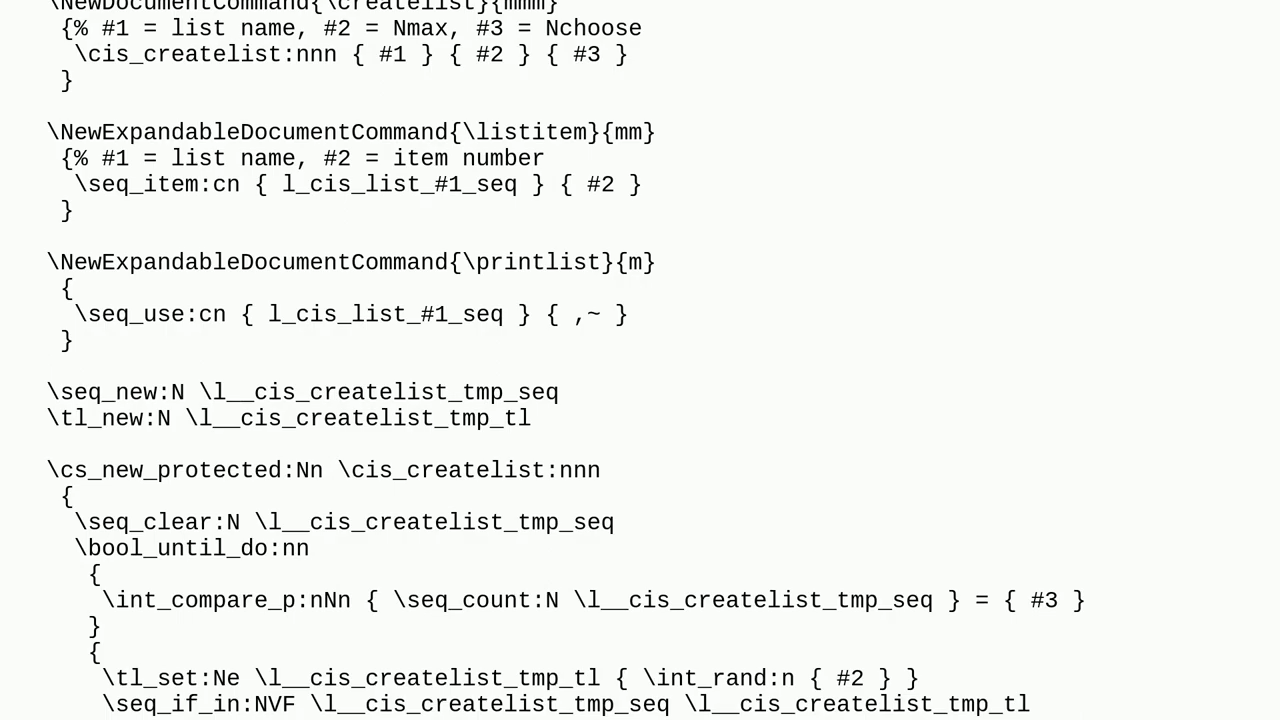 \NewDocumentCommand{\createlist}{mmm}
{% #1 = list name, #2 = Nmax, #3 = Nchoose
\cis_createlist:nnn { #1 } { #2 } { #3 }
}
\NewExpandableDocumentCommand{\listitem}{mm}
{% #1 = list name, #2 = item number
\seq_item:cn { l_cis_list_#1_seq } { #2 }
}
\NewExpandableDocumentCommand{\printlist}{m}
{
\seq_use:cn { l_cis_list_#1_seq } { ,~ }
}
\seq_new:N \l__cis_createlist_tmp_seq
\tl_new:N \l__cis_createlist_tmp_tl
\cs_new_protected:Nn \cis_createlist:nnn
{
\seq_clear:N \l__cis_createlist_tmp_seq
\bool_until_do:nn
{
\int_compare_p:nNn { \seq_count:N \l__cis_createlist_tmp_seq } = { #3 }
}
{
\tl_set:Ne \l__cis_createlist_tmp_tl { \int_rand:n { #2 } }
\seq_if_in:NVF \l__cis_createlist_tmp_seq \l__cis_createlist_tmp_tl